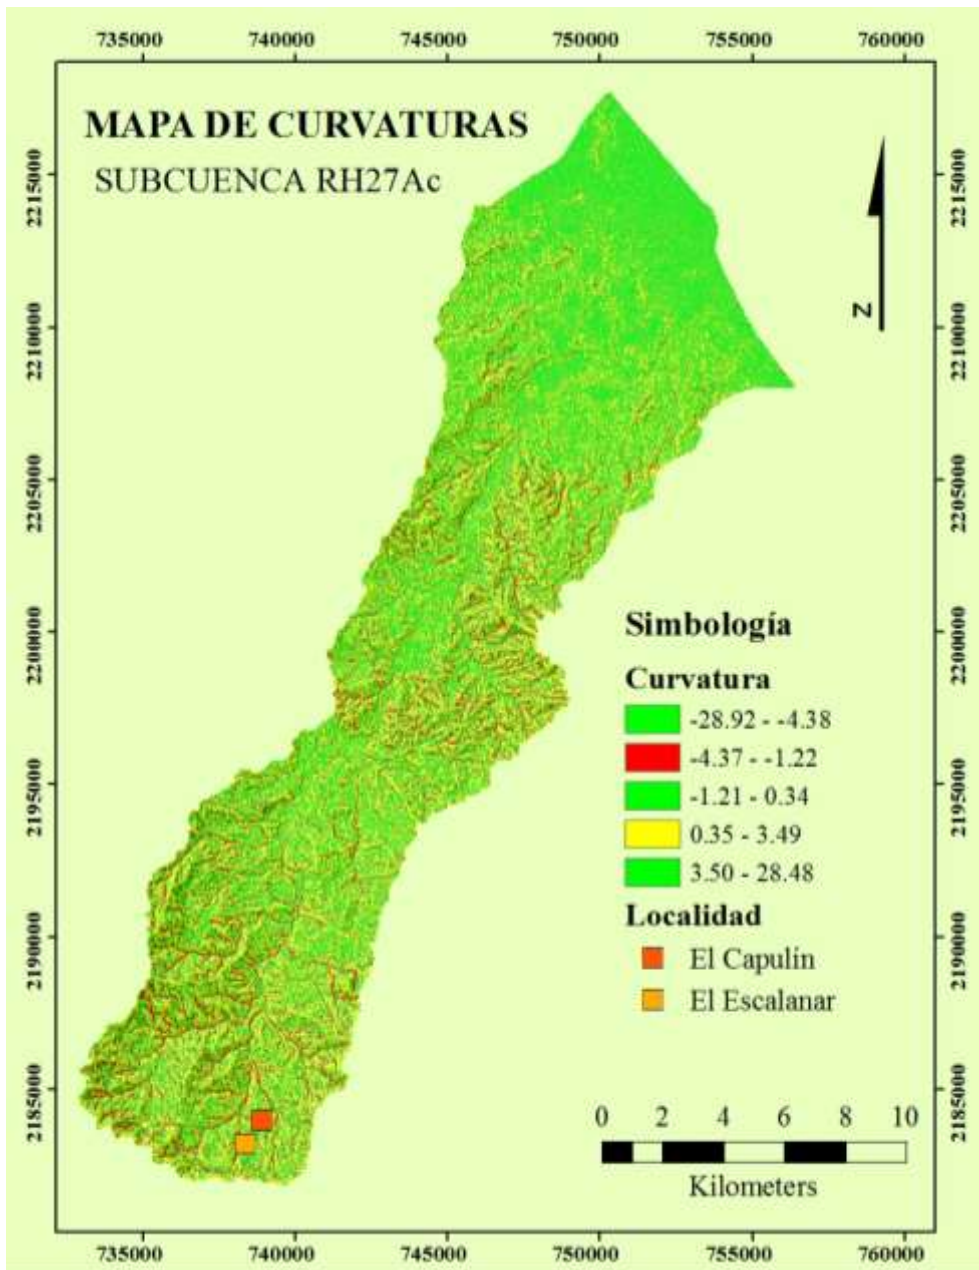 735000 740000 745000 750000 755000 760000
MAPA DE CURVATURAS
SUBCUENCA RH27Ac
2215000 2215000
N
2210000 2210000
2205000 2205000
2200000 2200000
Simbología
Curvatura
-28.92 - -4.38
-4.37 - -1.22
2195000 2195000
-1.21 - 0.34
0.35 - 3.49
3.50 - 28.48
Localidad
2190000 2190000
El Capulín
El Escalanar
2185000 2185000
0 2 4 6 8 10
Kilometers
735000 740000 745000 750000 755000 760000